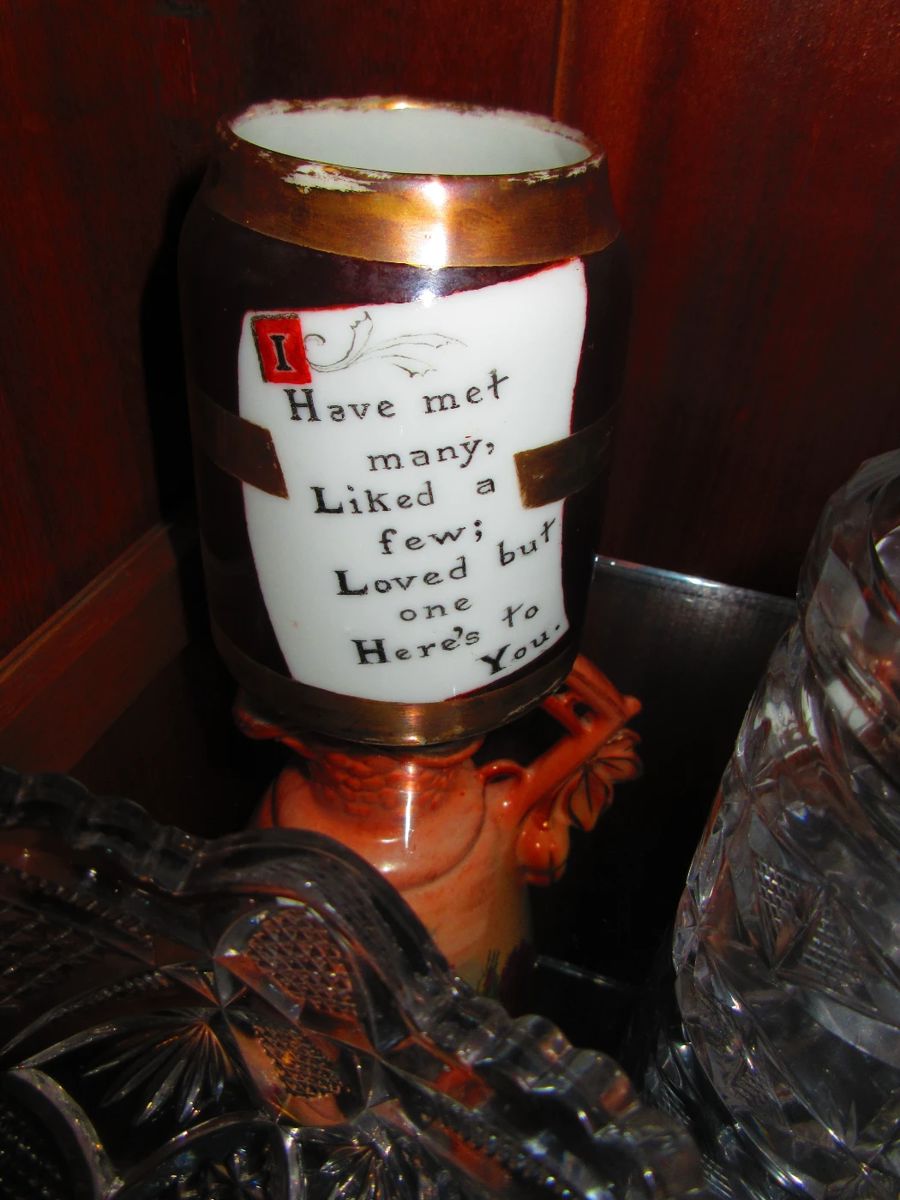 I
Have met
many,
Liked a
few;
Loved but
one
Here's to
You.